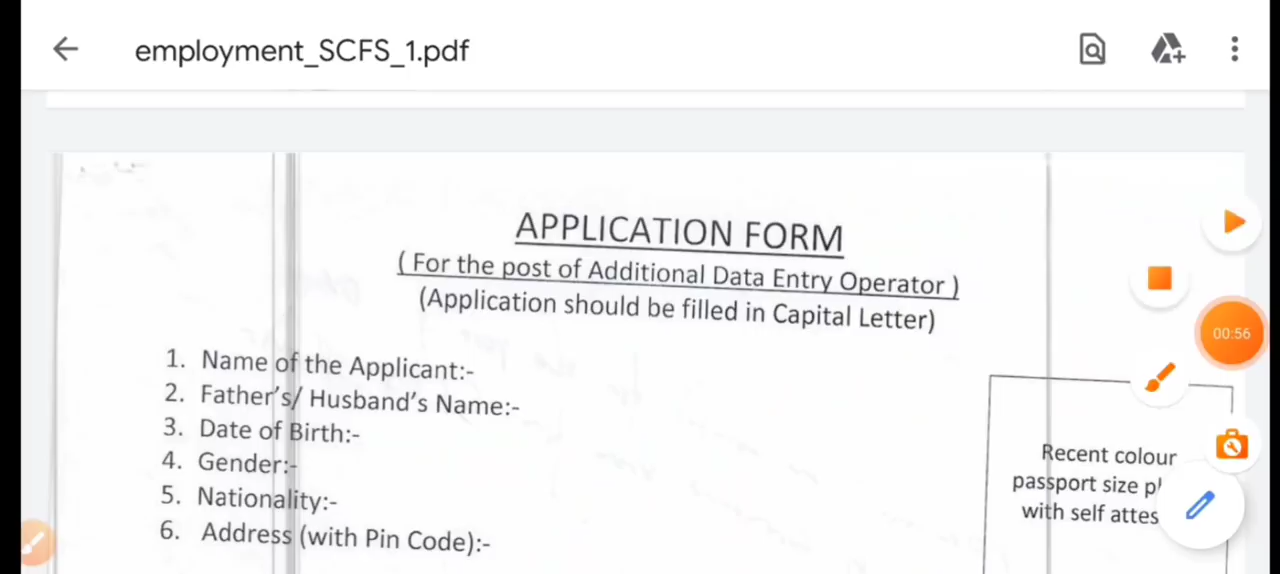 employment_SCFS_1.pdf
APPLICATION FORM
( For the post of Additional Data Entry Operator )
(Application should be filled in Capital Letter)
00:56
1. Name of the Applicant:-
2. Father's/ Husband's Name:-
3. Date of Birth:-
4. Gender:-
5. Nationality:-
6. Address (with Pin Code):-
Recent colour
passport size
with self